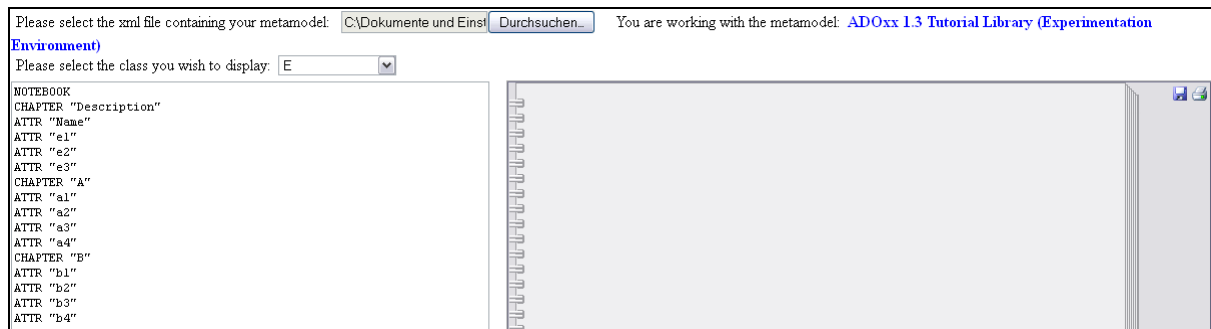 Please select the xml file containing your metamodel: C:\Dokumente und Einst Durchsuchen... You are working with the metamodel: ADOxx 1.3 Tutorial Library (Experimentation
Environment)
Please select the class you wish to display: E
NOTEBOOK
CHAPTER "Description"
ATTR "Name"
ATTR "e1"
ATTR "e2"
ATTR "e3"
CHAPTER "A"
ATTR "a1"
ATTR "a2"
ATTR "a3"
ATTR "a4"
CHAPTER "B"
ATTR "b1"
ATTR "b2"
ATTR "b3"
ATTR "b4"